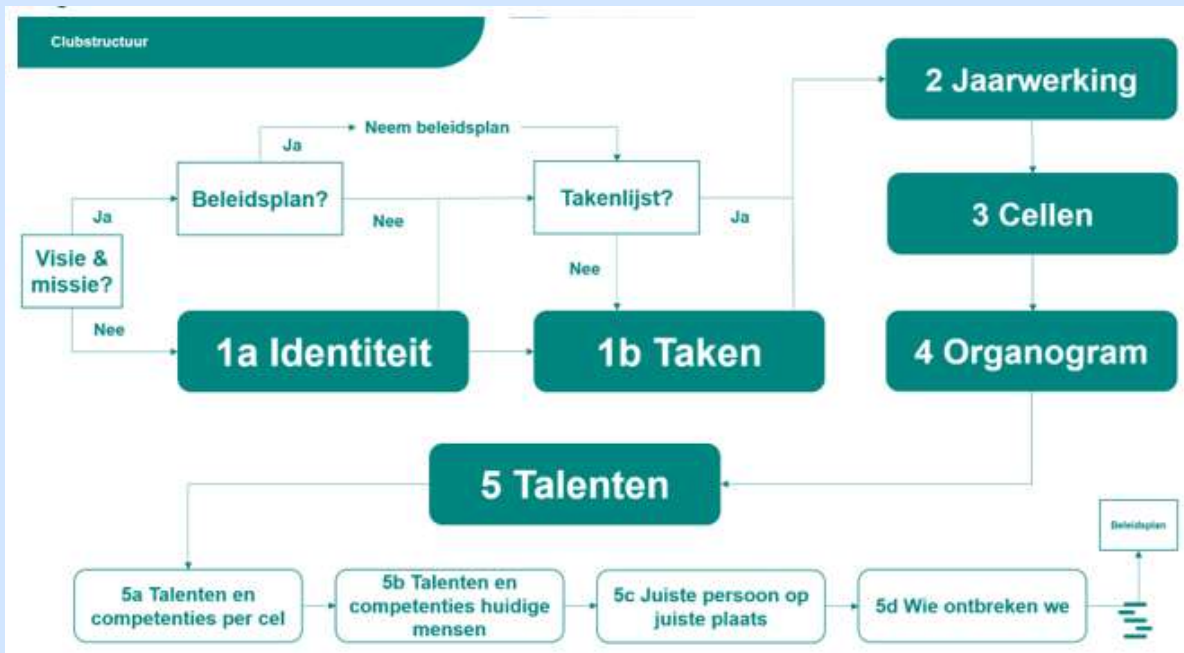 Clubstructuur
2 Jaarwerking
Neem beleidsplan
Ja
Beleidsplan?
Takenlijst?
Ja
Nee
Ja
3 Cellen
Visie &
missie?
Nee
Nee
1a Identiteit
1b Taken
4 Organogram
5 Talenten
Beleidsplan
5a Talenten en
competenties per cel
5b Talenten en
competenties huidige
mensen
5c Juiste persoon op
juiste plaats
5d Wie ontbreken we